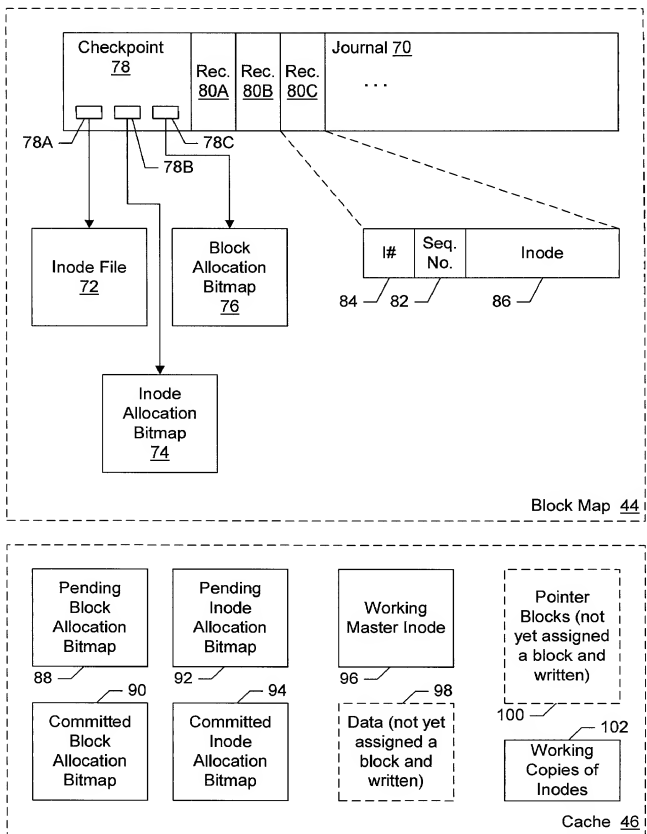 Checkpoint
78
Rec.
80A
Rec.
80B
Rec.
80C
Journal 70
...
78A
78B
78C
Inode File
72
Block
Allocation
Bitmap
76
Inode
Allocation
Bitmap
74
I#
Seq.
No.
Inode
84
82
86
Block Map 44
Pending
Block
Allocation
Bitmap
88
Pending
Inode
Allocation
Bitmap
92
Working
Master Inode
96
Pointer
Blocks (not
yet assigned
a block and
written)
100
90
Committed
Block
Allocation
Bitmap
94
Committed
Inode
Allocation
Bitmap
98
Data (not yet
assigned a
block and
written)
102
Working
Copies of
Inodes
Cache 46